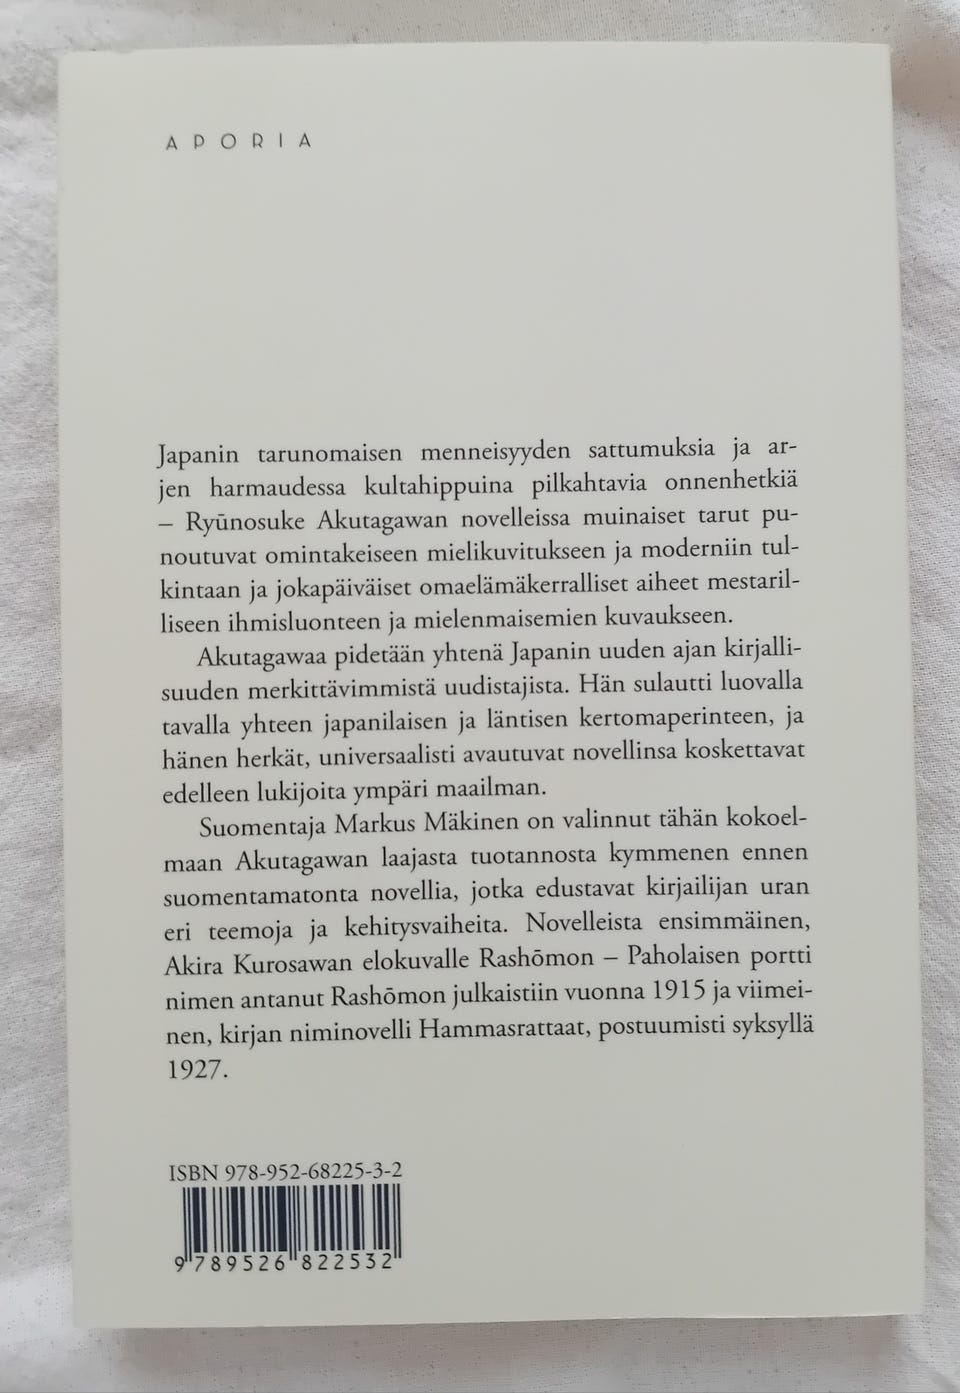 APORIA
Japanin tarunomaisen menneisyyden sattumuksia ja ar-
jen harmaudessa kultahippuina pilkahtavia onnenhetkiä
– Ryūnosuke Akutagawan novelleissa muinaiset tarut pu-
noutuvat omintakeiseen mielikuvitukseen ja moderniin tul-
kintaan ja jokapäiväiset omaelämäkerralliset aiheet mestaril-
liseen ihmisluonteen ja mielenmaisemien kuvaukseen.
Akutagawaa pidetään yhtenä Japanin uuden ajan kirjalli-
suuden merkittävimmistä uudistajista. Hän sulautti luovalla
tavalla yhteen japanilaisen ja läntisen kertomaperinteen, ja
hänen herkät, universaalisti avautuvat novellinsa koskettavat
edelleen lukijoita ympäri maailman.
Suomentaja Markus Mäkinen on valinnut tähän kokoel-
maan Akutagawan laajasta tuotannosta kymmenen ennen
suomentamatonta novellia, jotka edustavat kirjailijan uran
eri teemoja ja kehitysvaiheita. Novelleista ensimmäinen,
Akira Kurosawan elokuvalle Rashōmon – Paholaisen portti
nimen antanut Rashōmon julkaistiin vuonna 1915 ja viimei-
nen, kirjan niminovelli Hammasrattaat, postuumisti syksyllä
1927.
ISBN 978-952-68225-3-2
9 789526 822532